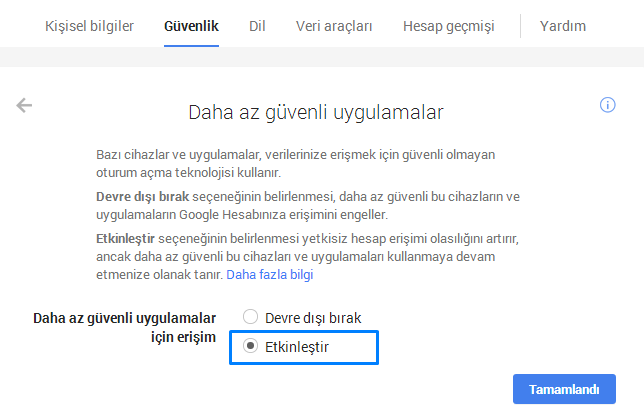 Kişisel bilgiler Güvenlik Dil Veri araçları Hesap geçmişi Yardım
Daha az güvenli uygulamalar
Bazı cihazlar ve uygulamalar, verilerinize erişmek için güvenli olmayan
oturum açma teknolojisi kullanır.
Devre dışı bırak seçeneğinin belirlenmesi, daha az güvenli bu cihazların ve
uygulamaların Google Hesabınıza erişimini engeller.
Etkinleştir seçeneğinin belirlenmesi yetkisiz hesap erişimi olasılığını artırır,
ancak daha az güvenli bu cihazları ve uygulamaları kullanmaya devam
etmenize olanak tanır. Daha fazla bilgi
Daha az güvenli uygulamalar
için erişim
Devre dışı bırak
Etkinleştir
Tamamlandı